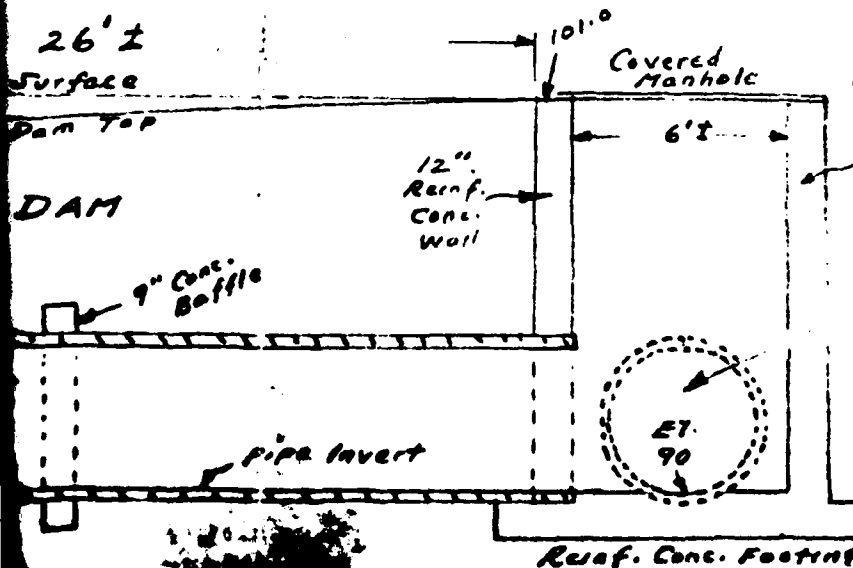 26' ±
Surface
Dam Top
DAM
101.0
Covered
Manhole
6' ±
12"
Reinf.
Conc.
Wall
9" Conc.
Baffle
Pipe Invert
El.
90
Reinf. Conc. Footing